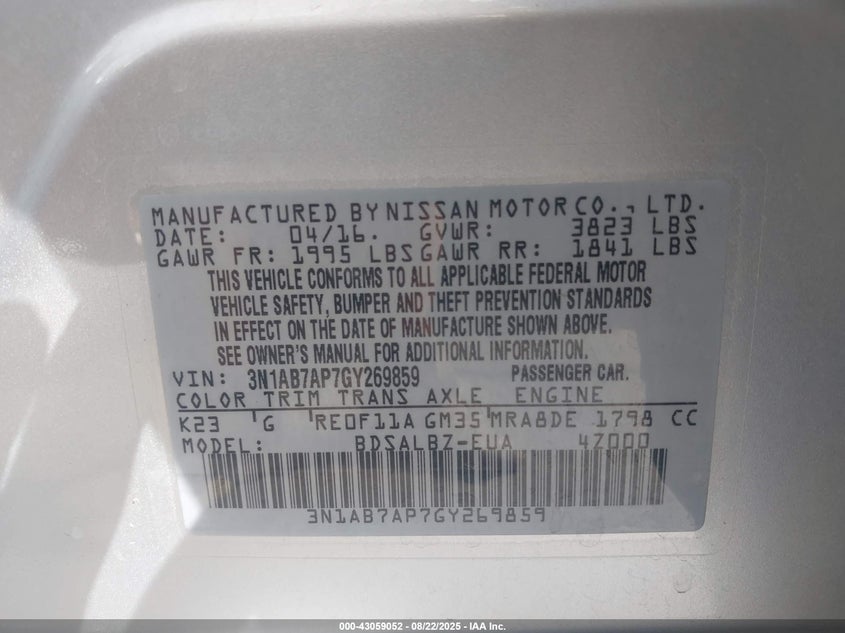 MANUFACTURED BY NISSAN MOTOR CO., LTD.
DATE: 04/16. GVWR: 3823 LBS
GAWR FR: 1995 LBS GAWR RR: 1841 LBS
THIS VEHICLE CONFORMS TO ALL APPLICABLE FEDERAL MOTOR
VEHICLE SAFETY, BUMPER AND THEFT PREVENTION STANDARDS
IN EFFECT ON THE DATE OF MANUFACTURE SHOWN ABOVE.
SEE OWNER'S MANUAL FOR ADDITIONAL INFORMATION.
VIN: 3N1AB7AP7GY269859 PASSENGER CAR.
COLOR TRIM TRANS AXLE ENGINE
K23 G RE0F11A GM35 MRA8DE 1798 CC
MODEL: BDSALBZ-EUA 4Z000
3N1AB7AP7GY269859
000-43059052 - 08/22/2025 - IAA Inc.